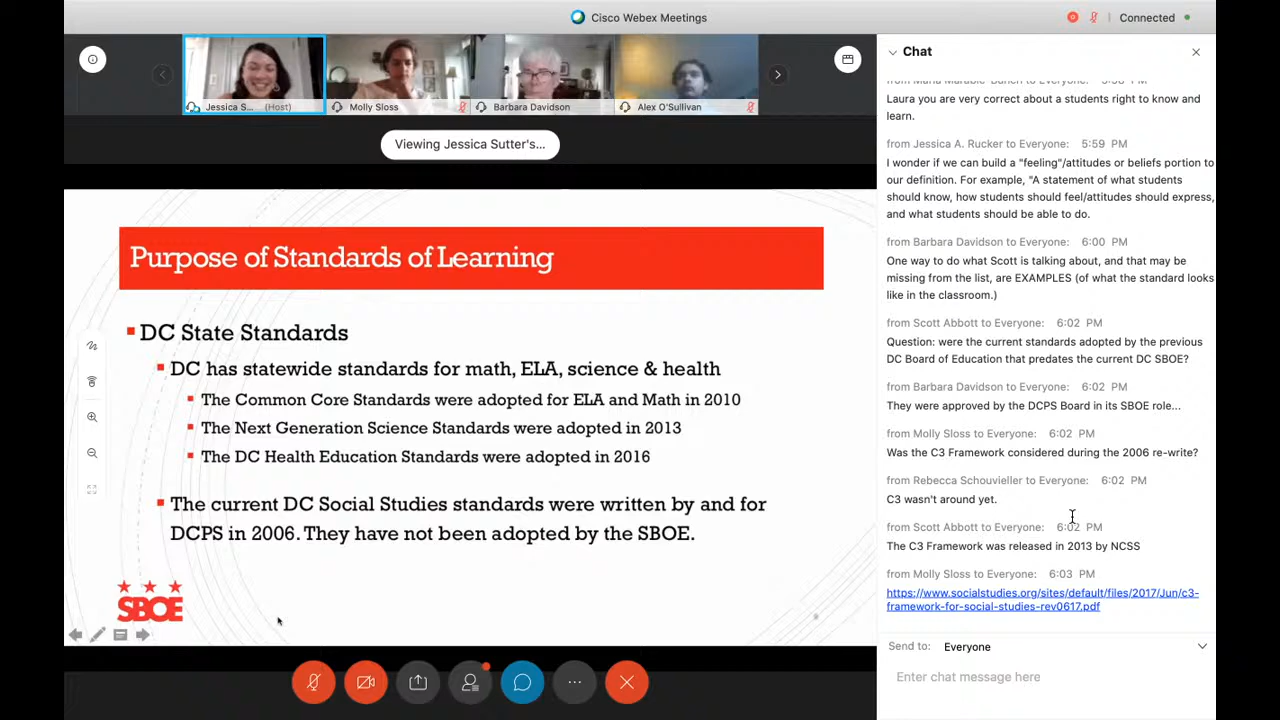 Cisco Webex Meetings
Connected
Jessica S... (Host)
Molly Sloss
Barbara Davidson
Alex O'Sullivan
Viewing Jessica Sutter's...
Purpose of Standards of Learning
DC State Standards
DC has statewide standards for math, ELA, science & health
The Common Core Standards were adopted for ELA and Math in 2010
The Next Generation Science Standards were adopted in 2013
The DC Health Education Standards were adopted in 2016
The current DC Social Studies standards were written by and for
DCPS in 2006. They have not been adopted by the SBOE.
SBOE
Chat
Laura you are very correct about a students right to know and
learn.
from Jessica A. Rucker to Everyone: 5:59 PM
I wonder if we can build a "feeling"/attitudes or beliefs portion to
our definition. For example, "A statement of what students
should know, how students should feel/attitudes should express,
and what students should be able to do.
from Barbara Davidson to Everyone: 6:00 PM
One way to do what Scott is talking about, and that may be
missing from the list, are EXAMPLES (of what the standard looks
like in the classroom.)
from Scott Abbott to Everyone: 6:02 PM
Question: were the current standards adopted by the previous
DC Board of Education that predates the current DC SBOE?
from Barbara Davidson to Everyone: 6:02 PM
They were approved by the DCPS Board in its SBOE role...
from Molly Sloss to Everyone: 6:02 PM
Was the C3 Framework considered during the 2006 re-write?
from Rebecca Schouvieller to Everyone: 6:02 PM
C3 wasn't around yet.
from Scott Abbott to Everyone: 6:02 PM
The C3 Framework was released in 2013 by NCSS
from Molly Sloss to Everyone: 6:03 PM
https://www.socialstudies.org/sites/default/files/2017/Jun/c3-
framework-for-social-studies-rev0617.pdf
Send to: Everyone
Enter chat message here